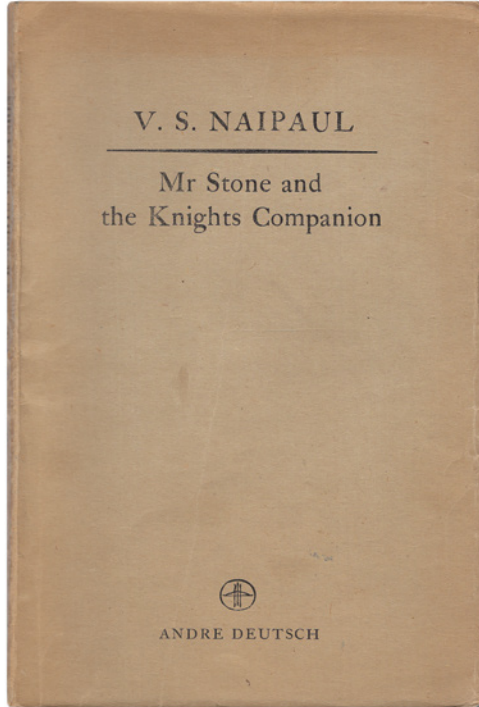 V. S. NAIPAUL
Mr Stone and
the Knights Companion
ANDRE DEUTSCH